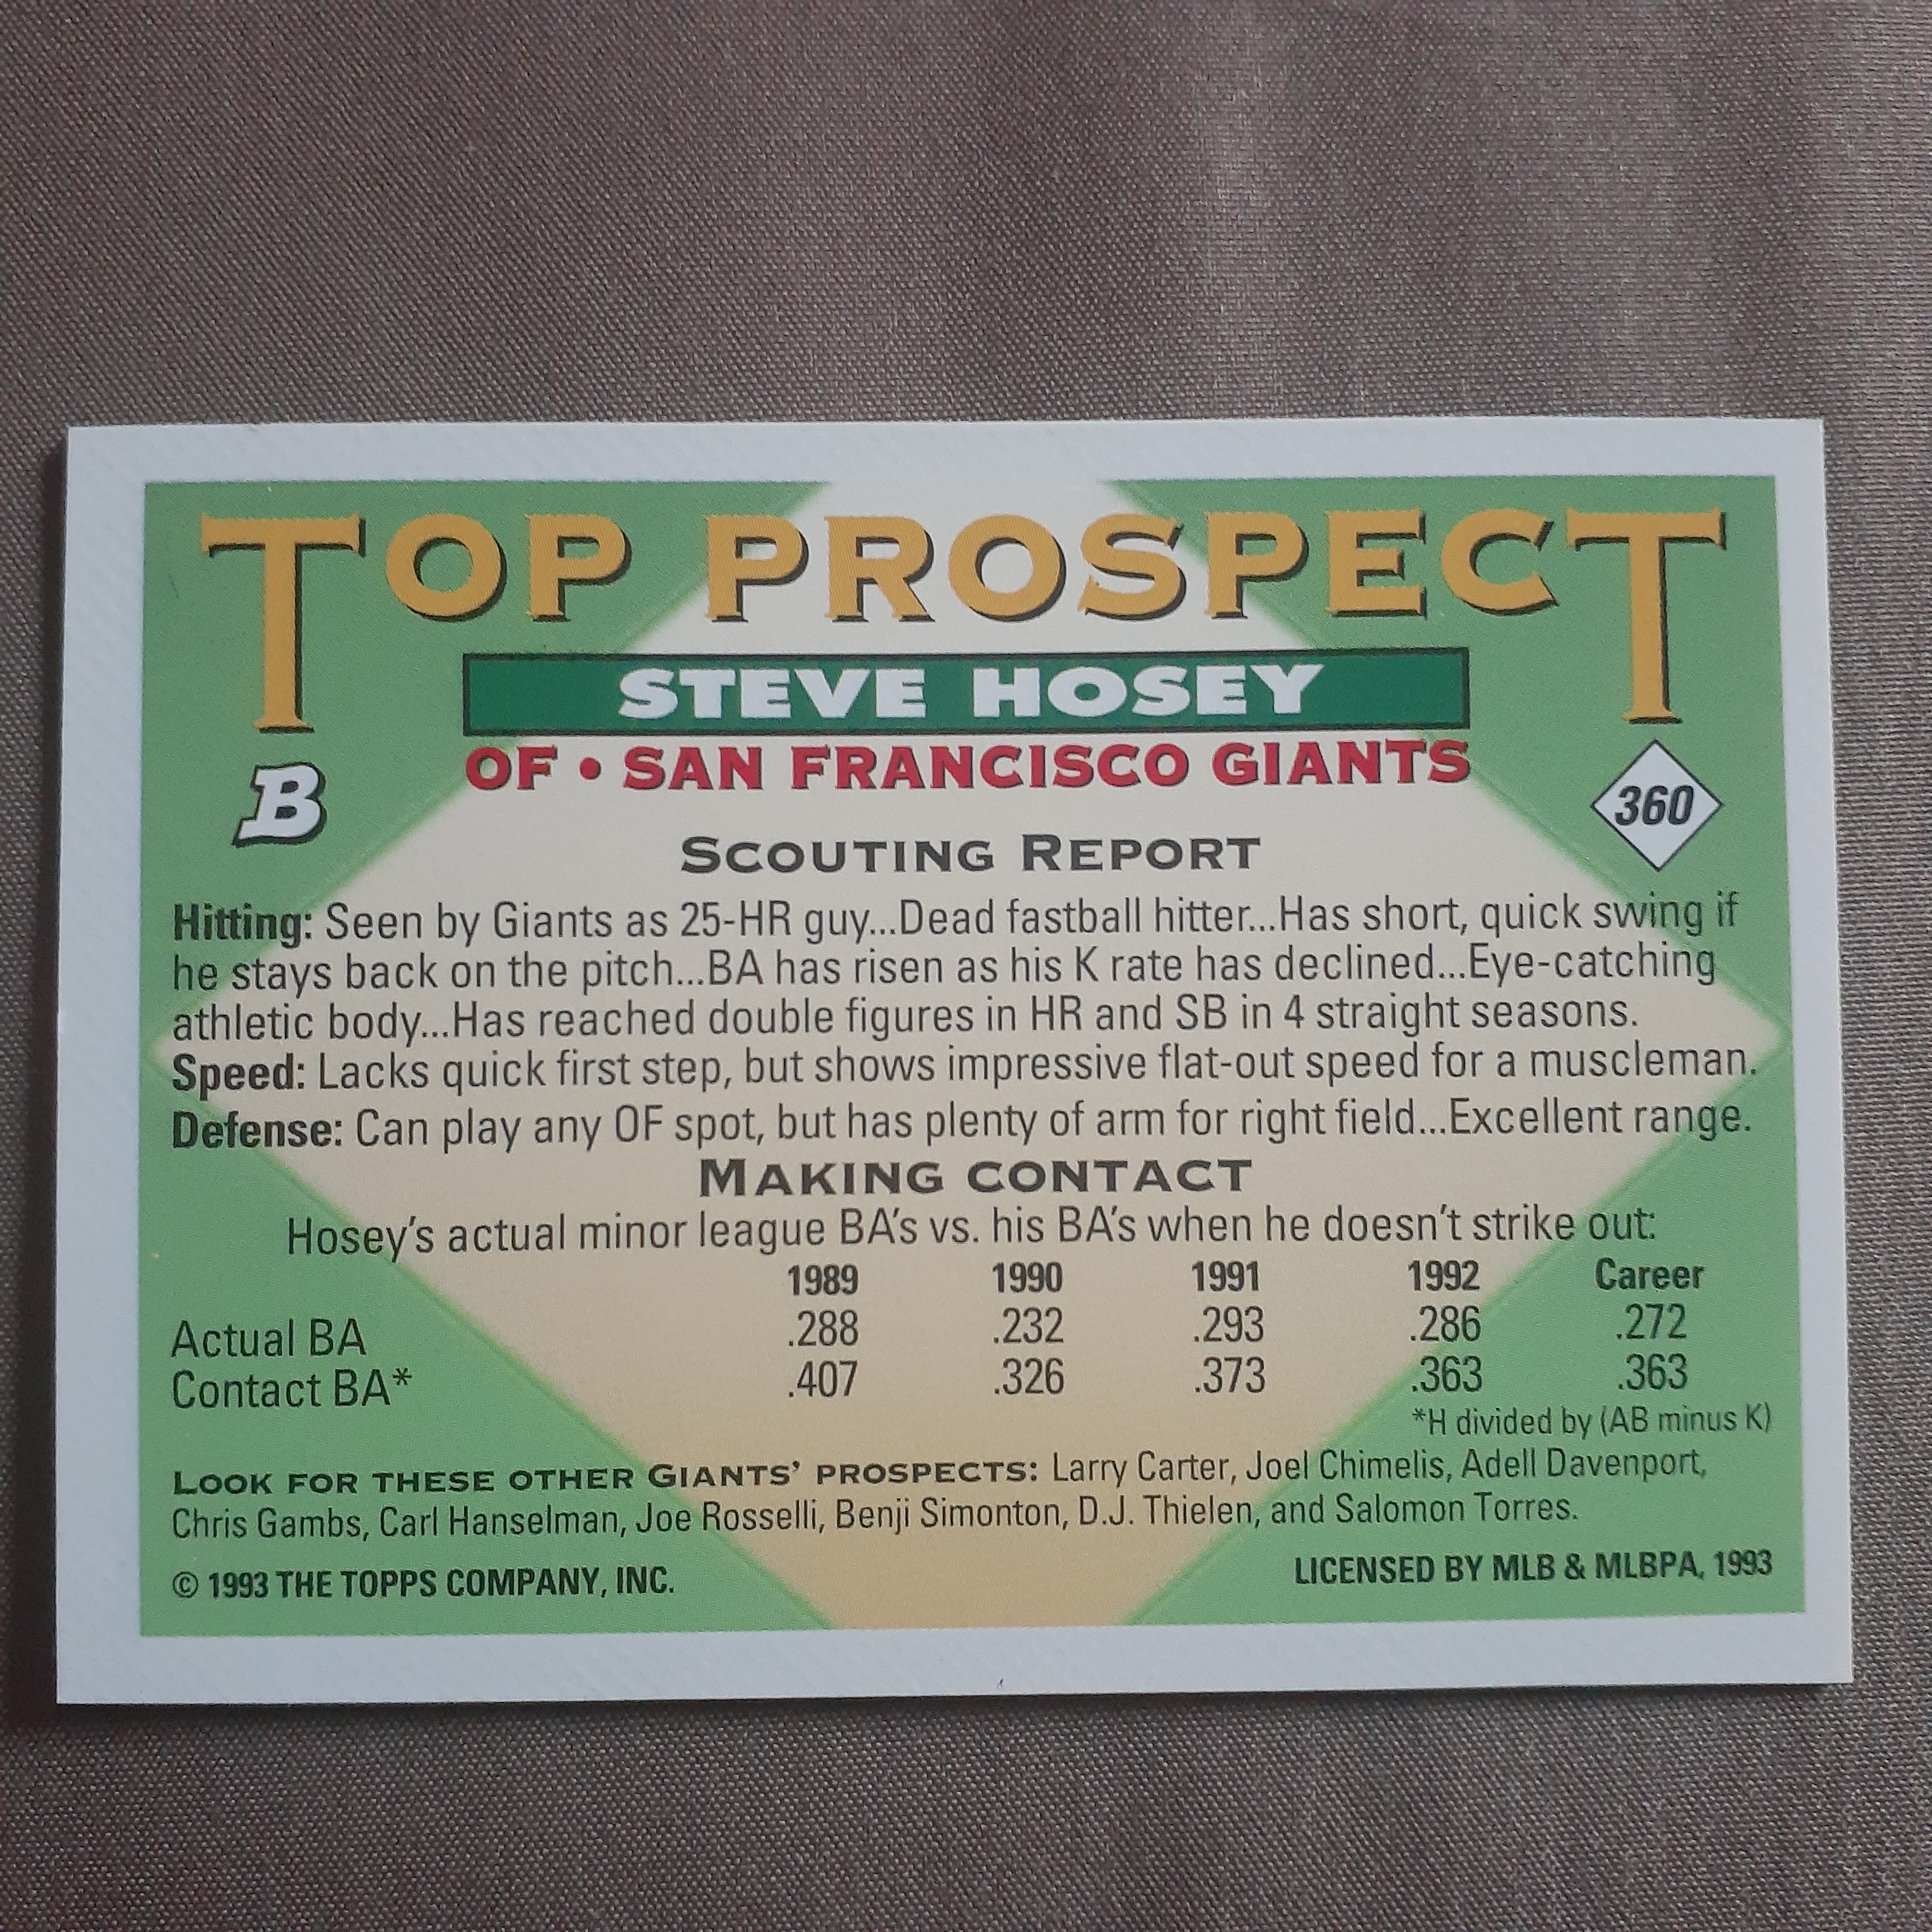 TOP PROSPECT
STEVE HOSEY
OF • SAN FRANCISCO GIANTS
B
360
SCOUTING REPORT
Hitting: Seen by Giants as 25-HR guy...Dead fastball hitter...Has short, quick swing if
he stays back on the pitch...BA has risen as his K rate has declined...Eye-catching
athletic body...Has reached double figures in HR and SB in 4 straight seasons.
Speed: Lacks quick first step, but shows impressive flat-out speed for a muscleman.
Defense: Can play any OF spot, but has plenty of arm for right field...Excellent range.
MAKING CONTACT
Hosey's actual minor league BA's vs. his BA's when he doesn't strike out:
1989 1990 1991 1992 Career
Actual BA .288 .232 .293 .286 .272
Contact BA* .407 .326 .373 .363 .363
*H divided by (AB minus K)
LOOK FOR THESE OTHER GIANTS' PROSPECTS: Larry Carter, Joel Chimelis, Adell Davenport,
Chris Gambs, Carl Hanselman, Joe Rosselli, Benji Simonton, D.J. Thielen, and Salomon Torres.
© 1993 THE TOPPS COMPANY, INC. LICENSED BY MLB & MLBPA, 1993